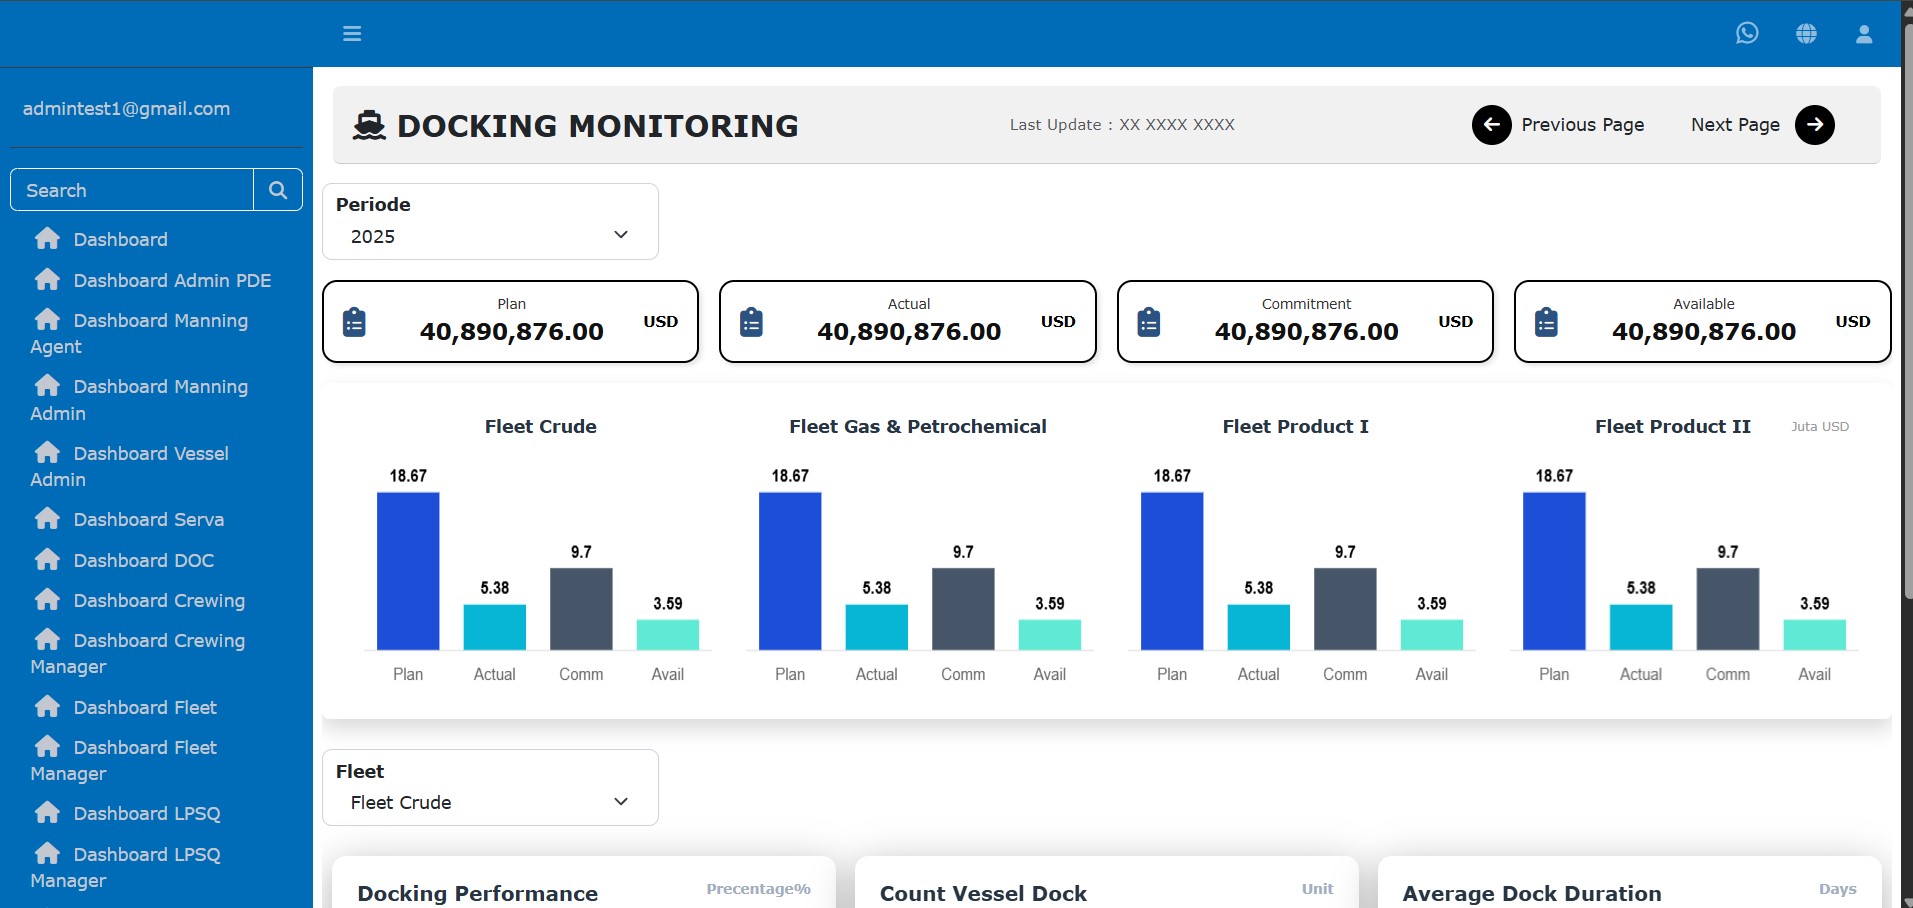 admintest1@gmail.com
Search
Dashboard
Dashboard Admin PDE
Dashboard Manning
Agent
Dashboard Manning
Admin
Dashboard Vessel
Admin
Dashboard Serva
Dashboard DOC
Dashboard Crewing
Dashboard Crewing
Manager
Dashboard Fleet
Dashboard Fleet
Manager
Dashboard LPSQ
Dashboard LPSQ
Manager
DOCKING MONITORING
Last Update : XX XXXX XXXX
Previous Page
Next Page
Periode
2025
Plan
40,890,876.00
USD
Actual
40,890,876.00
USD
Commitment
40,890,876.00
USD
Available
40,890,876.00
USD
Fleet Crude
18.67
5.38
9.7
3.59
Plan Actual Comm Avail
Fleet Gas & Petrochemical
18.67
5.38
9.7
3.59
Plan Actual Comm Avail
Fleet Product I
18.67
5.38
9.7
3.59
Plan Actual Comm Avail
Fleet Product II
Juta USD
18.67
5.38
9.7
3.59
Plan Actual Comm Avail
Fleet
Fleet Crude
Docking Performance
Precentage%
Count Vessel Dock
Unit
Average Dock Duration
Days